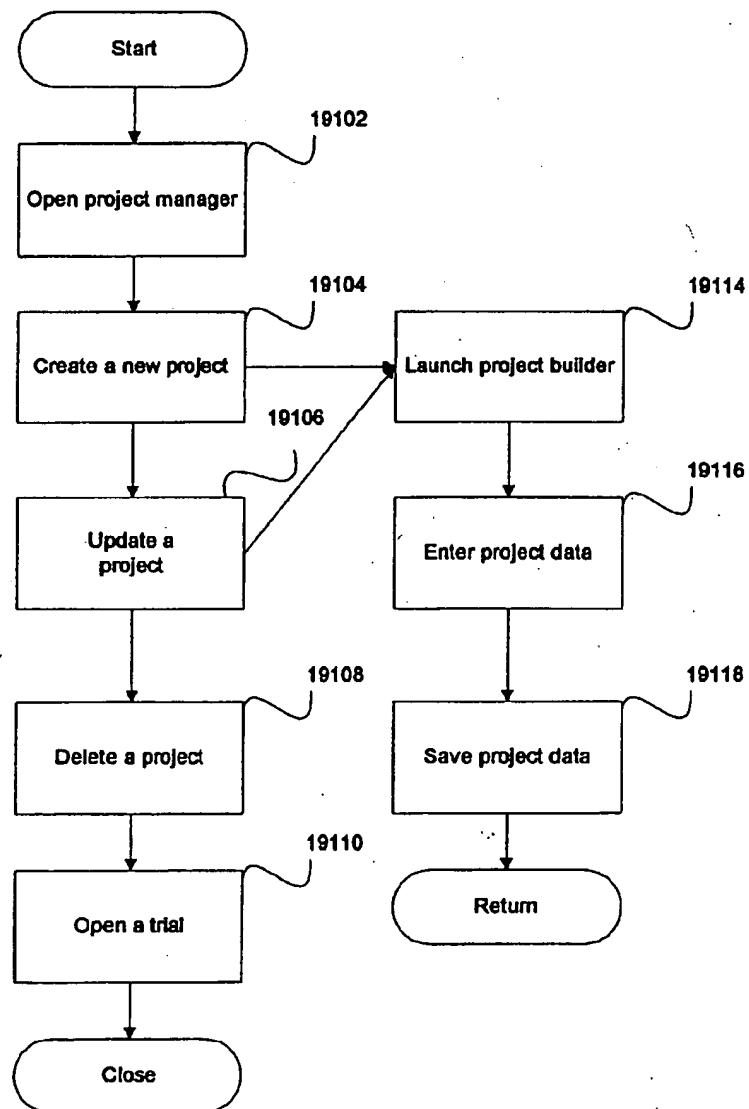 Start
19102
Open project manager
19104
Create a new project
19106
Update a
project
19108
Delete a project
19110
Open a trial
Close
19114
Launch project builder
19116
Enter project data
19118
Save project data
Return